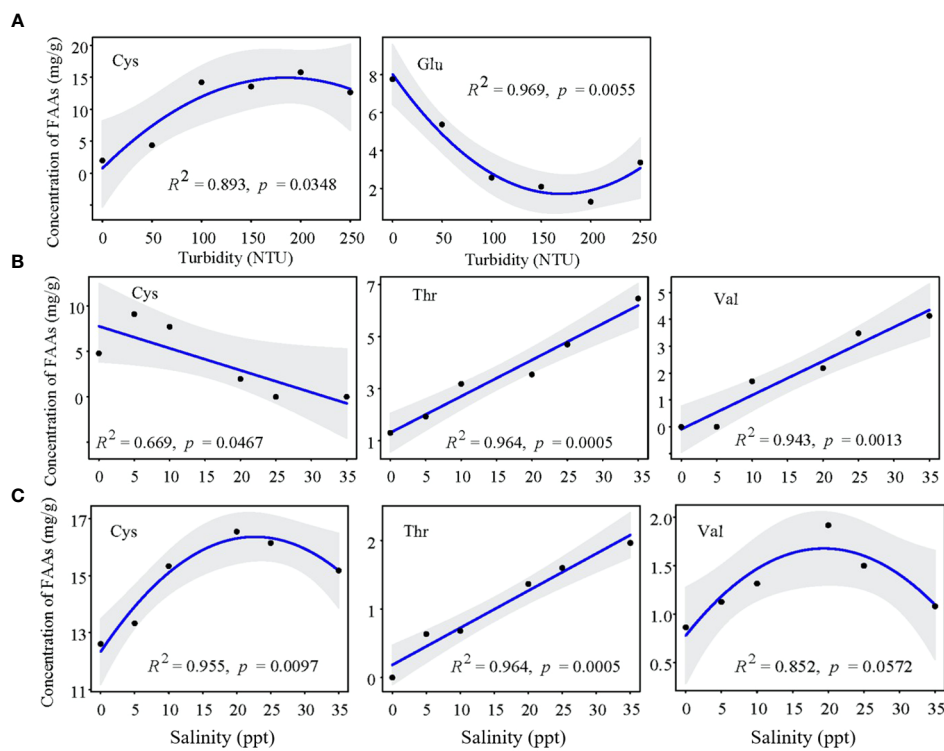 A
Concentration of FAAs (mg/g)
20
15
10
5
0
Cys
R² = 0.893, p = 0.0348
0 50 100 150 200 250
Turbidity (NTU)
8
6
4
2
Glu
R² = 0.969, p = 0.0055
0 50 100 150 200 250
Turbidity (NTU)
B
Concentration of FAAs (mg/g)
10
5
0
Cys
R² = 0.669, p = 0.0467
0 5 10 15 20 25 30 35
7
5
3
1
Thr
R² = 0.964, p = 0.0005
0 5 10 15 20 25 30 35
5
4
3
2
1
0
Val
R² = 0.943, p = 0.0013
0 5 10 15 20 25 30 35
C
Concentration of FAAs (mg/g)
17
15
13
11
Cys
R² = 0.955, p = 0.0097
0 5 10 15 20 25 30 35
Salinity (ppt)
2
1
0
Thr
R² = 0.964, p = 0.0005
0 5 10 15 20 25 30 35
Salinity (ppt)
2.0
1.5
1.0
0.5
Val
R² = 0.852, p = 0.0572
0 5 10 15 20 25 30 35
Salinity (ppt)